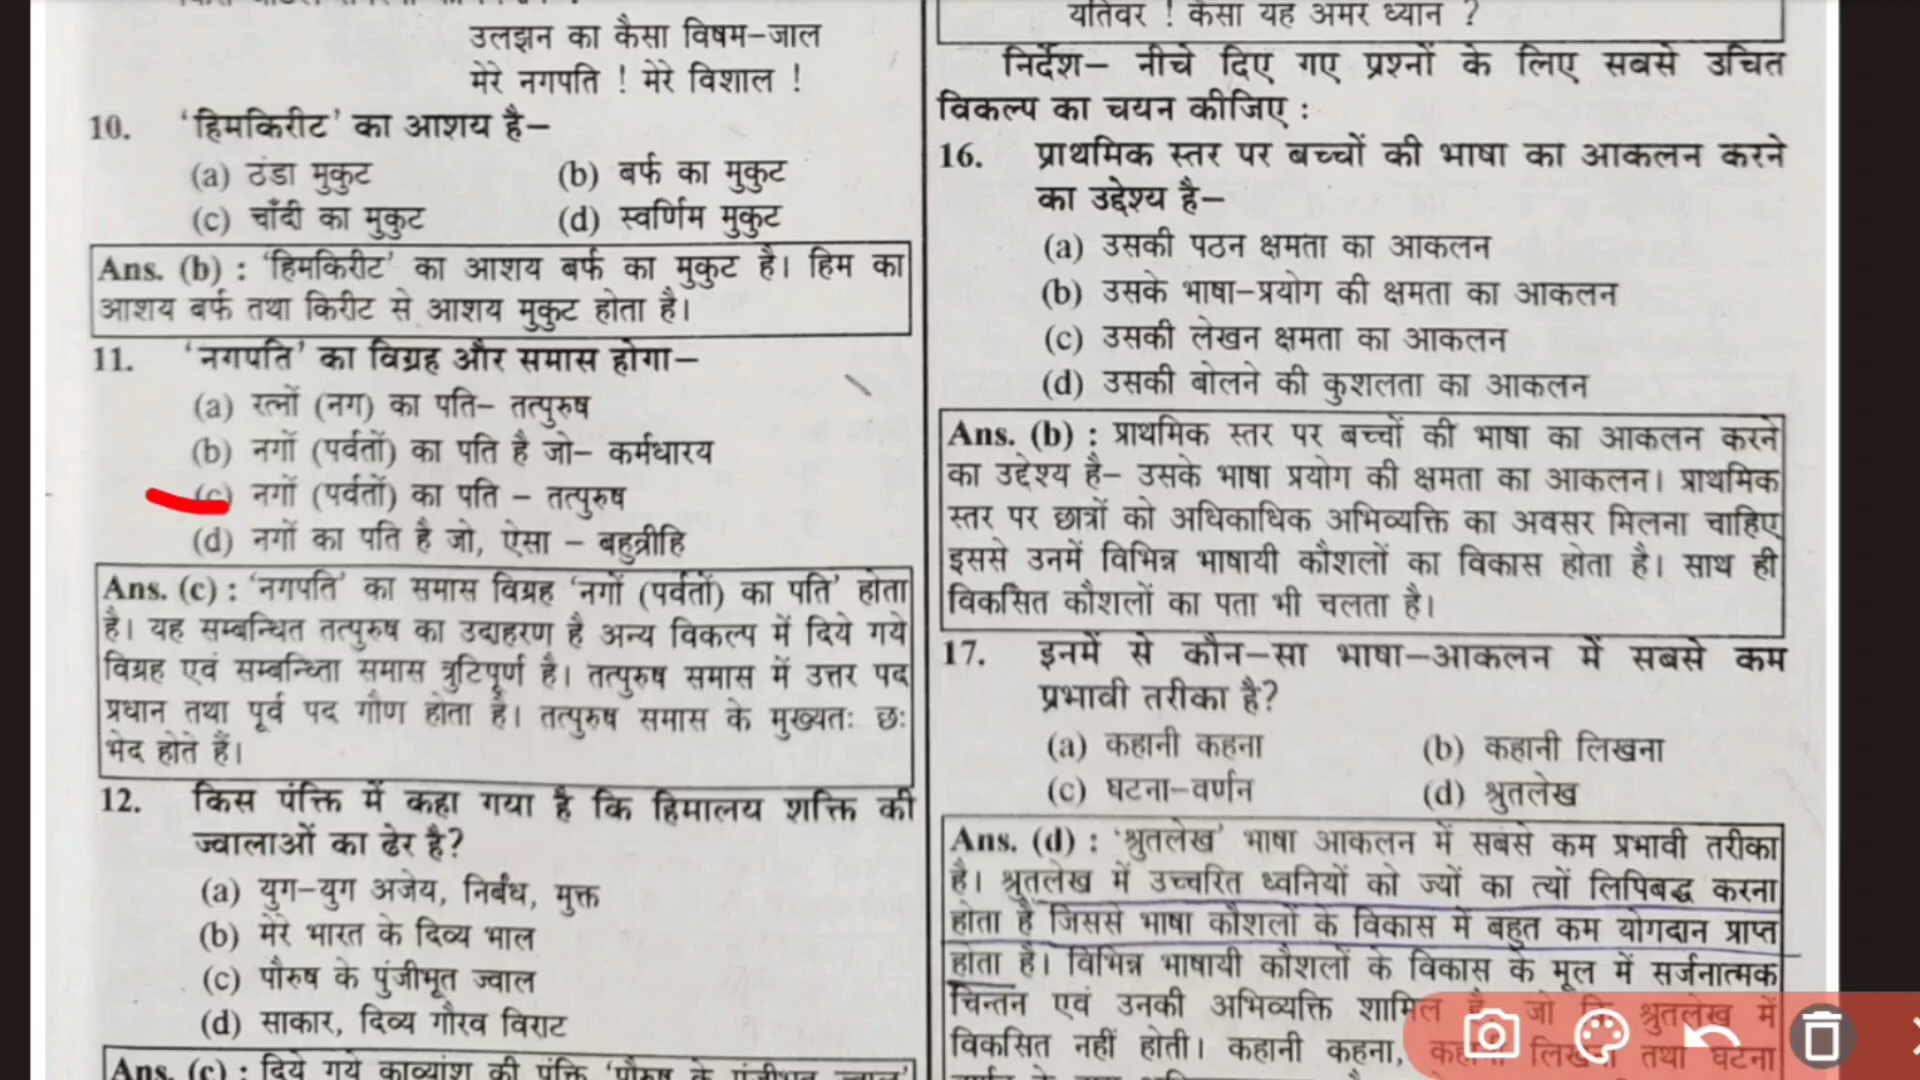 उलझन का कैसा विषम-जाल
मेरे नगपति ! मेरे विशाल !
10. 'हिमकिरीट' का आशय है–
(a) ठंडा मुकुट (b) बर्फ का मुकुट
(c) चाँदी का मुकुट (d) स्वर्णिम मुकुट
Ans. (b) : 'हिमकिरीट' का आशय बर्फ का मुकुट है। हिम का
आशय बर्फ तथा किरीट से आशय मुकुट होता है।
11. 'नगपति' का विग्रह और समास होगा–
(a) रत्नों (नग) का पति– तत्पुरुष
(b) नगों (पर्वतों) का पति है जो– कर्मधारय
(c) नगों (पर्वतों) का पति – तत्पुरुष
(d) नगों का पति है जो, ऐसा – बहुव्रीहि
Ans. (c) : 'नगपति' का समास विग्रह 'नगों (पर्वतों) का पति' होता
है। यह सम्बन्धित तत्पुरुष का उदाहरण है अन्य विकल्प में दिये गये
विग्रह एवं सम्बन्धिता समास त्रुटिपूर्ण है। तत्पुरुष समास में उत्तर पद
प्रधान तथा पूर्व पद गौण होता है। तत्पुरुष समास के मुख्यतः छः
भेद होते हैं।
12. किस पंक्ति में कहा गया है कि हिमालय शक्ति की
ज्वालाओं का ढेर है?
(a) युग-युग अजेय, निर्बंध, मुक्त
(b) मेरे भारत के दिव्य भाल
(c) पौरुष के पुंजीभूत ज्वाल
(d) साकार, दिव्य गौरव विराट
Ans. (c) : दिये गये काव्यांश की पंक्ति 'पौरुष के पुंजीभूत ज्वाल'
यतिवर ! कैसा यह अमर ध्यान ?
निर्देश– नीचे दिए गए प्रश्नों के लिए सबसे उचित
विकल्प का चयन कीजिए :
16. प्राथमिक स्तर पर बच्चों की भाषा का आकलन करने
का उद्देश्य है–
(a) उसकी पठन क्षमता का आकलन
(b) उसके भाषा-प्रयोग की क्षमता का आकलन
(c) उसकी लेखन क्षमता का आकलन
(d) उसकी बोलने की कुशलता का आकलन
Ans. (b) : प्राथमिक स्तर पर बच्चों की भाषा का आकलन करने
का उद्देश्य है– उसके भाषा प्रयोग की क्षमता का आकलन। प्राथमिक
स्तर पर छात्रों को अधिकाधिक अभिव्यक्ति का अवसर मिलना चाहिए
इससे उनमें विभिन्न भाषायी कौशलों का विकास होता है। साथ ही
विकसित कौशलों का पता भी चलता है।
17. इनमें से कौन-सा भाषा-आकलन में सबसे कम
प्रभावी तरीका है?
(a) कहानी कहना (b) कहानी लिखना
(c) घटना-वर्णन (d) श्रुतलेख
Ans. (d) : 'श्रुतलेख' भाषा आकलन में सबसे कम प्रभावी तरीका
है। श्रुतलेख में उच्चरित ध्वनियों को ज्यों का त्यों लिपिबद्ध करना
होता है जिससे भाषा कौशलों के विकास में बहुत कम योगदान प्राप्त
होता है। विभिन्न भाषायी कौशलों के विकास के मूल में सर्जनात्मक
चिन्तन एवं उनकी अभिव्यक्ति शामिल है, जो कि श्रुतलेख में
विकसित नहीं होती। कहानी कहना, कहानी लिखना तथा घटना